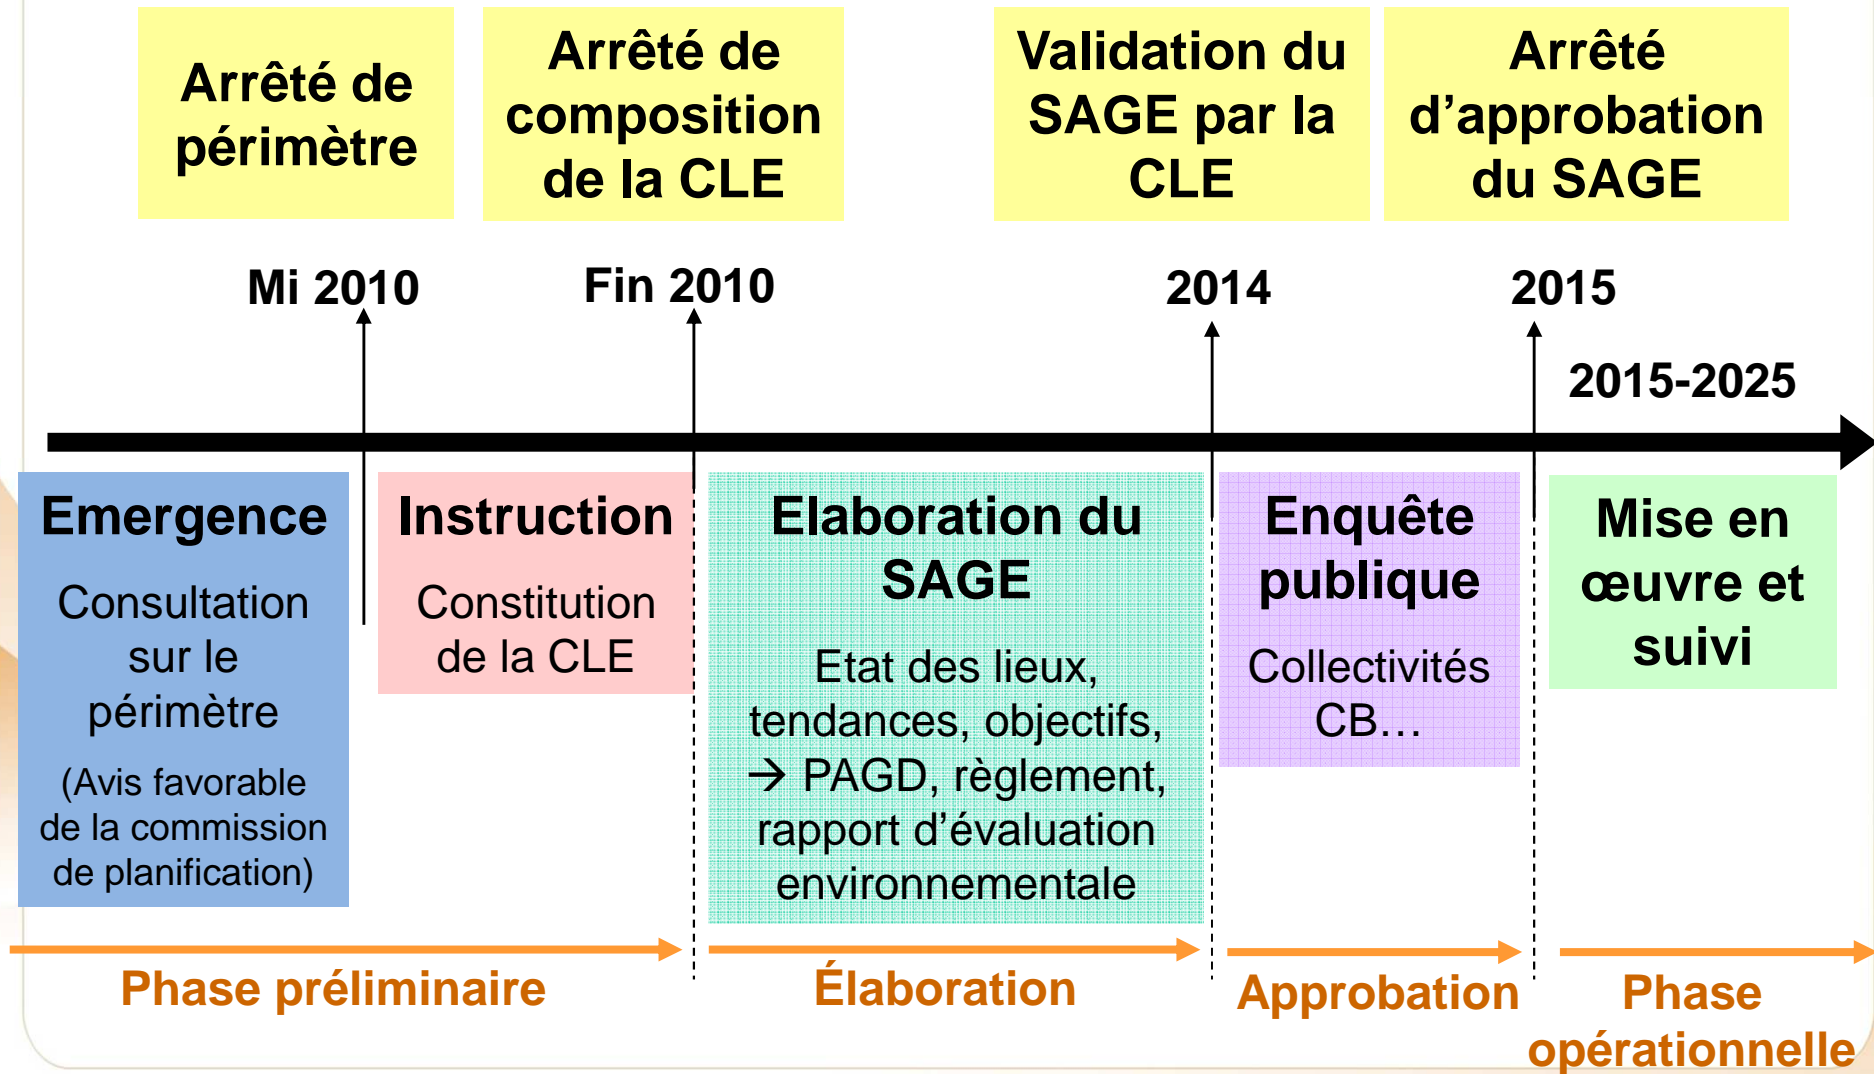 Arrêté de
périmètre
Arrêté de
composition
de la CLE
Validation du
SAGE par la
CLE
Arrêté
d’approbation
du SAGE
Mi 2010
Fin 2010
2014
2015
2015-2025
Emergence
Consultation
sur le
périmètre
(Avis favorable
de la commission
de planification)
Instruction
Constitution
de la CLE
Elaboration du
SAGE
Etat des lieux,
tendances, objectifs,
→ PAGD, règlement,
rapport d’évaluation
environnementale
Enquête
publique
Collectivités
CB…
Mise en
œuvre et
suivi
Phase préliminaire
Élaboration
Approbation
Phase
opérationnelle